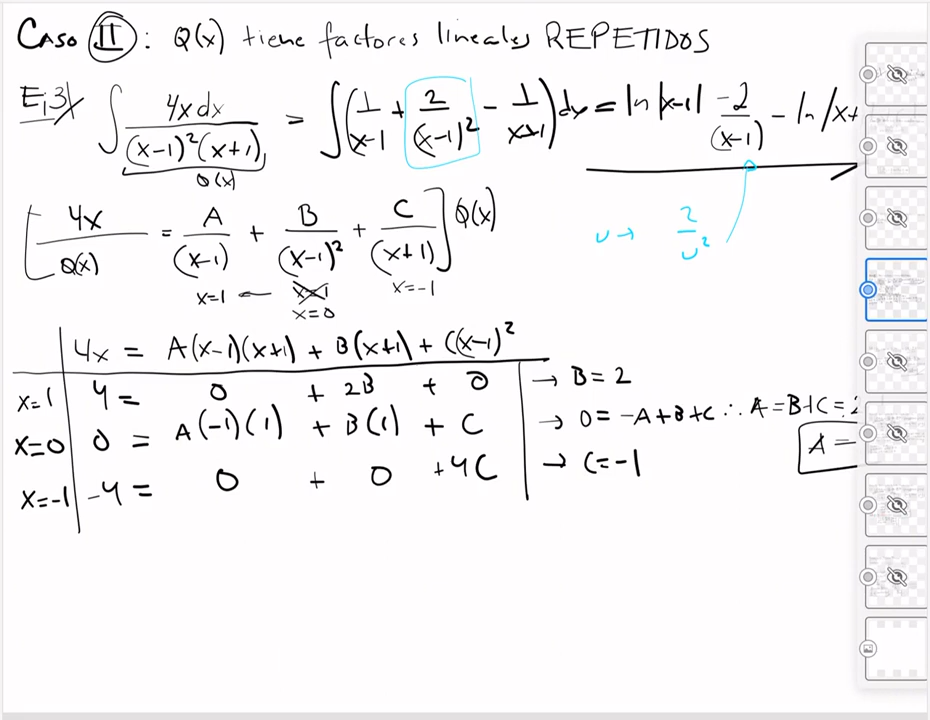 CASO II : Q(x) tiene factores lineales REPETIDOS
Ej3/ ∫ 4x dx / (x-1)²(x+1) = ∫( 1/(x-1) + 2/(x-1)² - 1/(x+1) ) dx = ln|x-1| -2/(x-1) - ln|x+
Q(x)
u → 2/u²
[ 4x/Q(x) = A/(x-1) + B/(x-1)² + C/(x+1) ] Q(x)
x=1 ← x=1 x=-1
x=0
4x = A(x-1)(x+1) + B(x+1) + C(x-1)²
x=1 4 = 0 + 2B + 0 → B = 2
x=0 0 = A(-1)(1) + B(1) + C → 0 = -A+B+C ∴ A = B+C = 2
x=-1 -4 = 0 + 0 + 4C → C = -1
A =